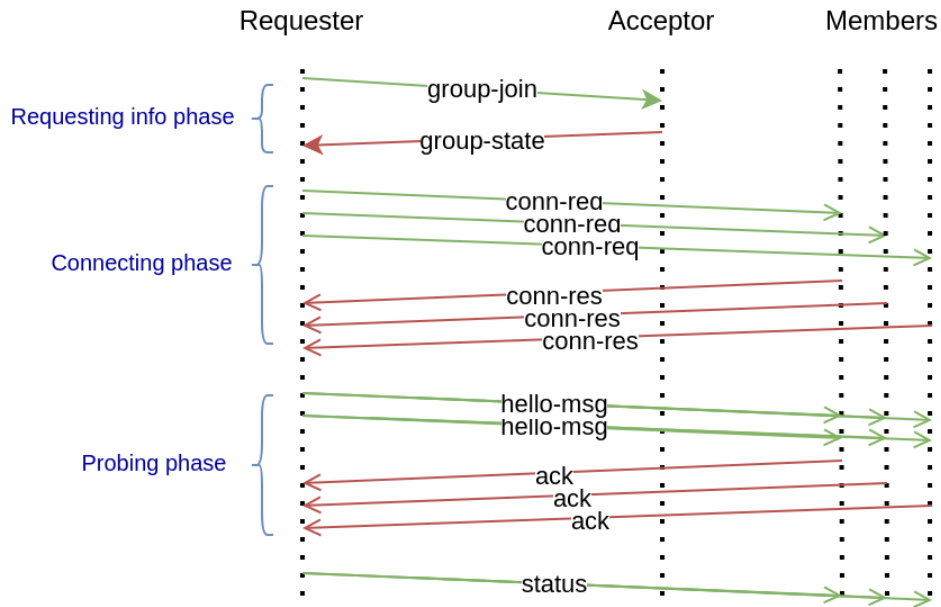 Requester
Acceptor
Members
group-join
Requesting info phase
group-state
conn-req
conn-req
conn-req
Connecting phase
conn-res
conn-res
conn-res
hello-msg
hello-msg
Probing phase
ack
ack
ack
status